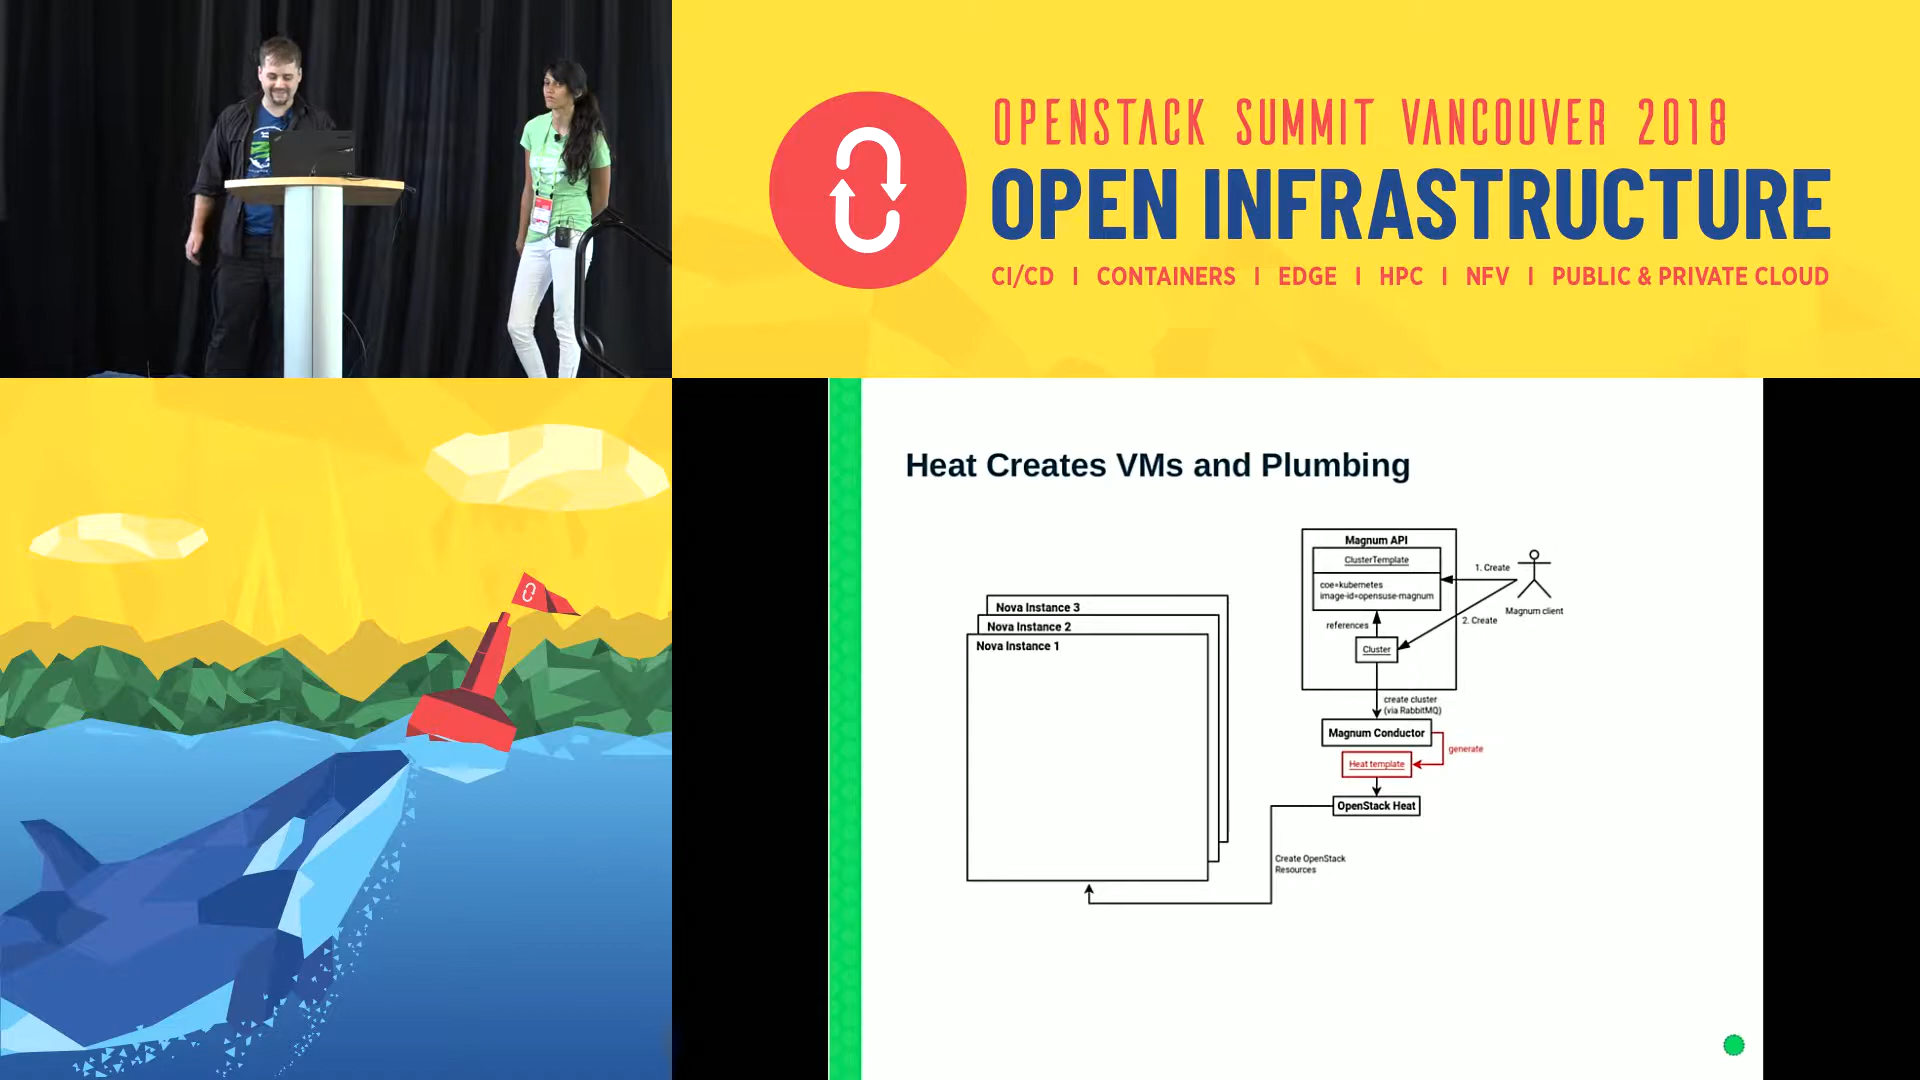 OPENSTACK SUMMIT VANCOUVER 2018
OPEN INFRASTRUCTURE
CI/CD | CONTAINERS | EDGE | HPC | NFV | PUBLIC & PRIVATE CLOUD
Heat Creates VMs and Plumbing
Magnum API
ClusterTemplate
coe=kubernetes
image-id=opensuse-magnum
1. Create
Magnum client
2. Create
references
Cluster
create cluster
(via RabbitMQ)
Magnum Conductor
generate
Heat template
OpenStack Heat
Create OpenStack
Resources
Nova Instance 3
Nova Instance 2
Nova Instance 1